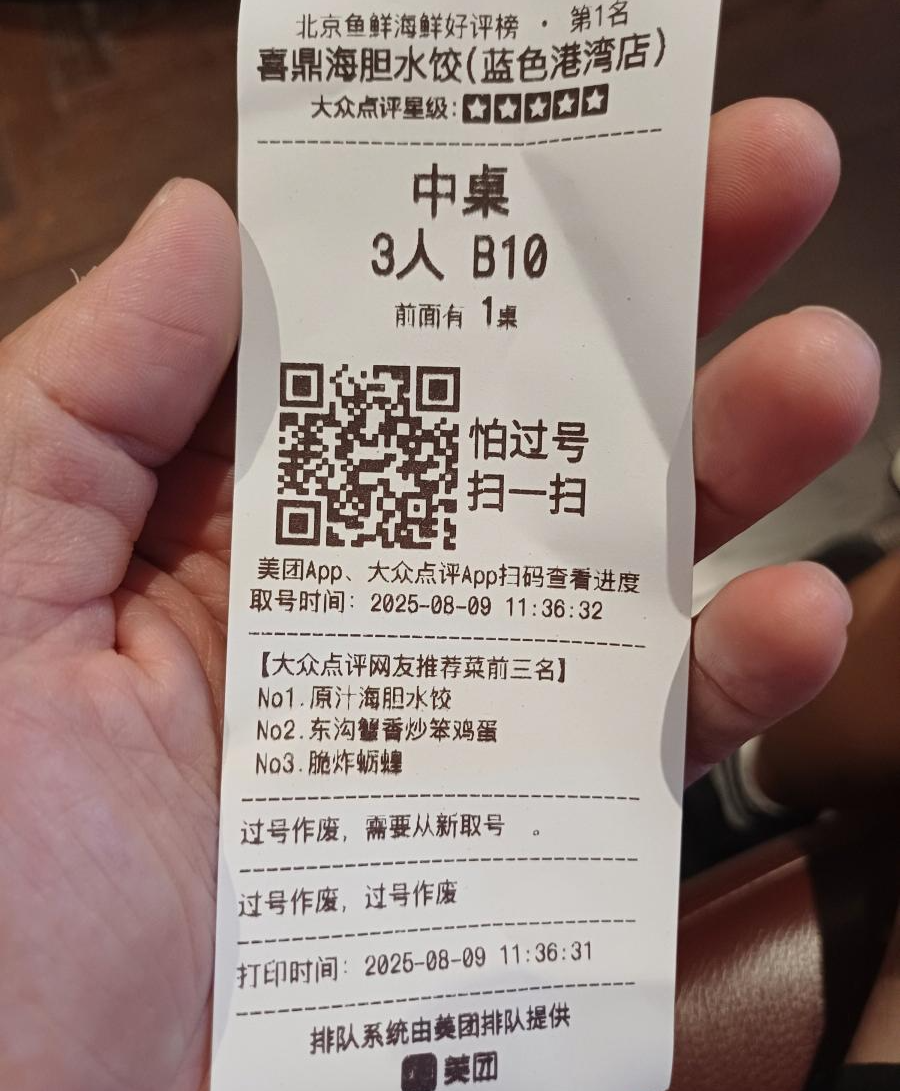 北京鱼鲜海鲜好评榜 · 第1名
喜鼎海胆水饺(蓝色港湾店)
大众点评星级:
中桌
3人 B10
前面有 1桌
怕过号
扫一扫
美团App、大众点评App扫码查看进度
取号时间: 2025-08-09 11:36:32
【大众点评网友推荐菜前三名】
No1.原汁海胆水饺
No2.东沟蟹香炒笨鸡蛋
No3.脆炸蛎蝗
过号作废, 需要从新取号 。
过号作废, 过号作废
打印时间: 2025-08-09 11:36:31
排队系统由美团排队提供
美团